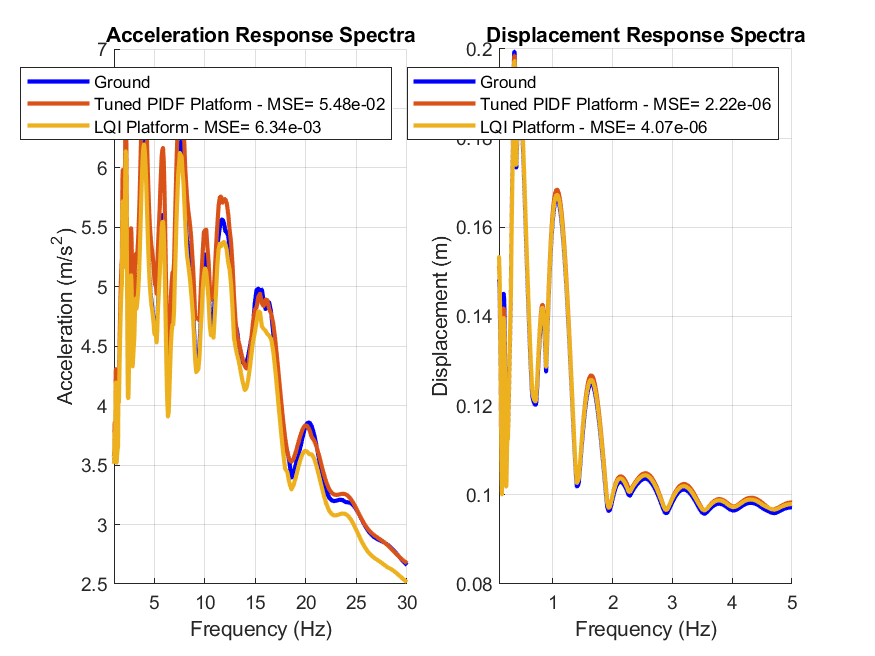 Acceleration Response Spectra
Ground
Tuned PIDF Platform - MSE= 5.48e-02
LQI Platform - MSE= 6.34e-03
7
6
5.5
5
4.5
4
3.5
3
2.5
5
10
15
20
25
30
Acceleration (m/s²)
Frequency (Hz)
Displacement Response Spectra
Ground
Tuned PIDF Platform - MSE= 2.22e-06
LQI Platform - MSE= 4.07e-06
0.2
0.18
0.16
0.14
0.12
0.1
0.08
1
2
3
4
5
Displacement (m)
Frequency (Hz)